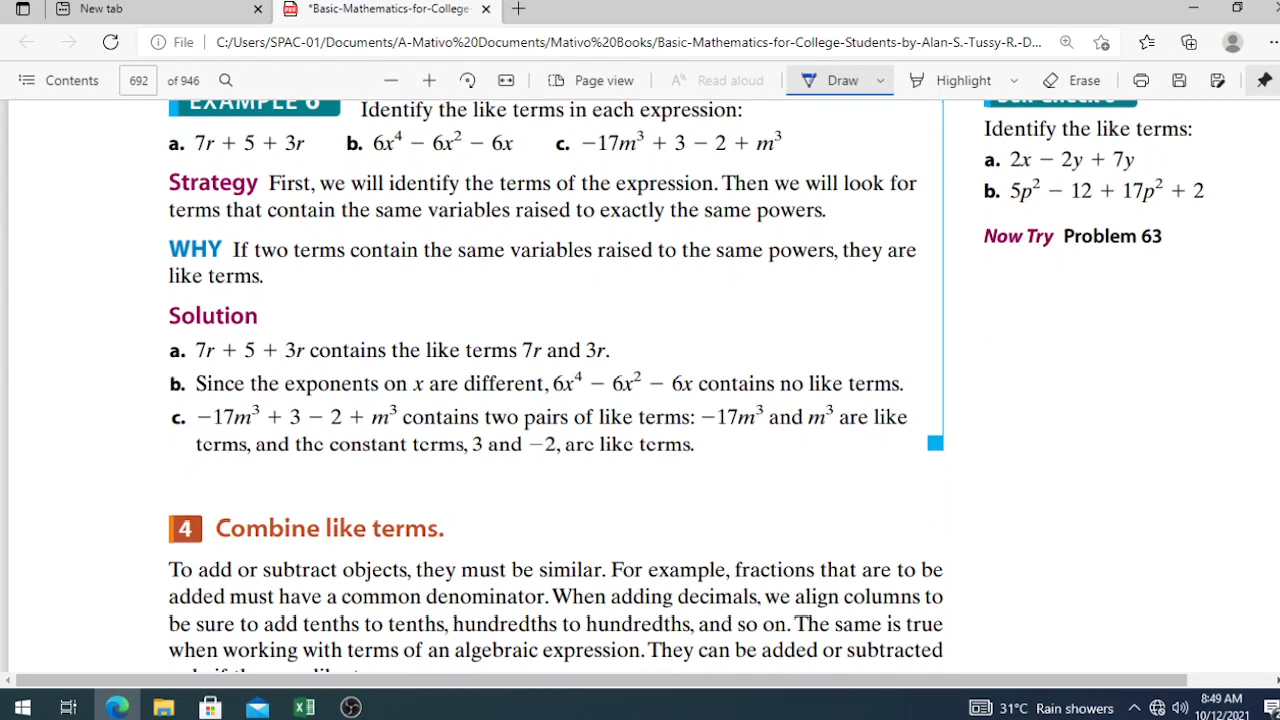 New tab
*Basic-Mathematics-for-College-
File C:/Users/SPAC-01/Documents/A-Mativo%20Documents/Mativo%20Books/Basic-Mathematics-for-College-Students-by-Alan-S.-Tussy-R.-D...
Contents 692 of 946 Page view Read aloud Draw Highlight Erase
EXAMPLE 6 Identify the like terms in each expression:
a. 7r + 5 + 3r b. 6x⁴ − 6x² − 6x c. −17m³ + 3 − 2 + m³
Strategy First, we will identify the terms of the expression. Then we will look for
terms that contain the same variables raised to exactly the same powers.
WHY If two terms contain the same variables raised to the same powers, they are
like terms.
Solution
a. 7r + 5 + 3r contains the like terms 7r and 3r.
b. Since the exponents on x are different, 6x⁴ − 6x² − 6x contains no like terms.
c. −17m³ + 3 − 2 + m³ contains two pairs of like terms: −17m³ and m³ are like
terms, and the constant terms, 3 and −2, are like terms.
4 Combine like terms.
To add or subtract objects, they must be similar. For example, fractions that are to be
added must have a common denominator. When adding decimals, we align columns to
be sure to add tenths to tenths, hundredths to hundredths, and so on. The same is true
when working with terms of an algebraic expression. They can be added or subtracted
Self Check 6
Identify the like terms:
a. 2x − 2y + 7y
b. 5p² − 12 + 17p² + 2
Now Try Problem 63
31°C Rain showers
8:49 AM
10/12/2021